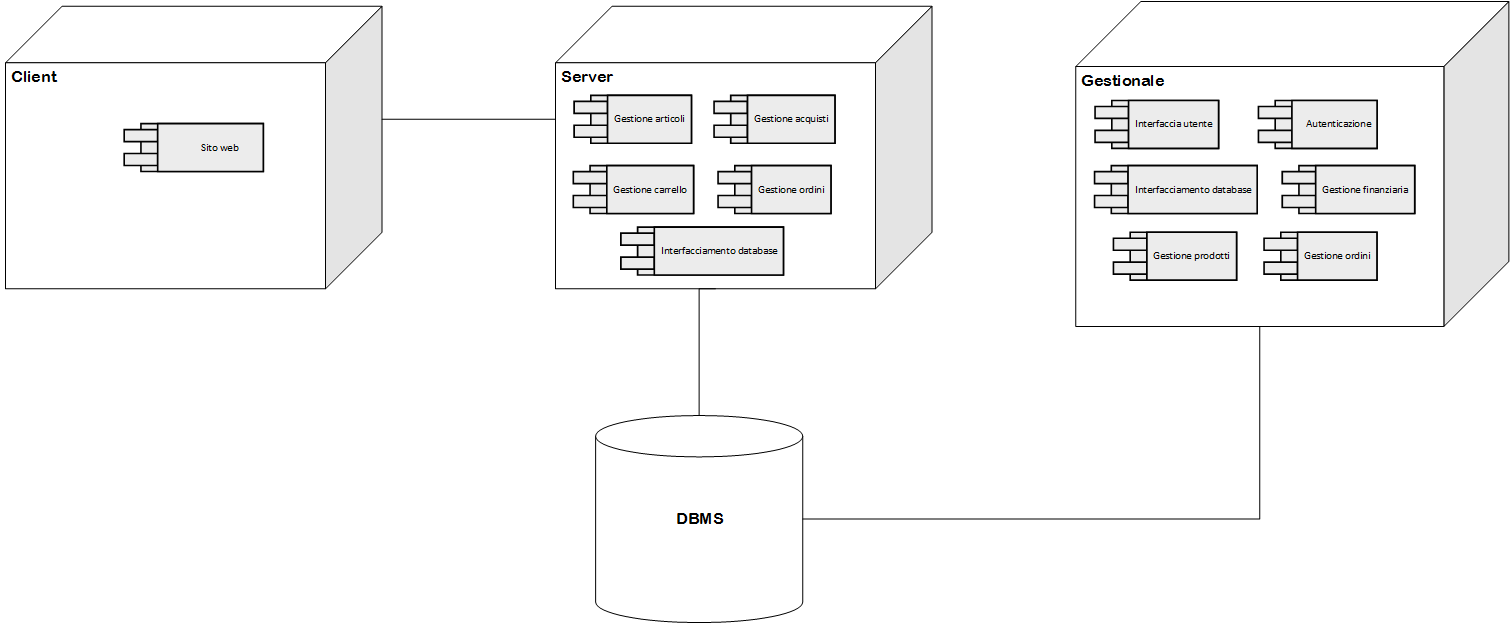 Client
Sito web
Server
Gestione articoli
Gestione acquisti
Gestione carrello
Gestione ordini
Interfacciamento database
Gestionale
Interfaccia utente
Autenticazione
Interfacciamento database
Gestione finanziaria
Gestione prodotti
Gestione ordini
DBMS